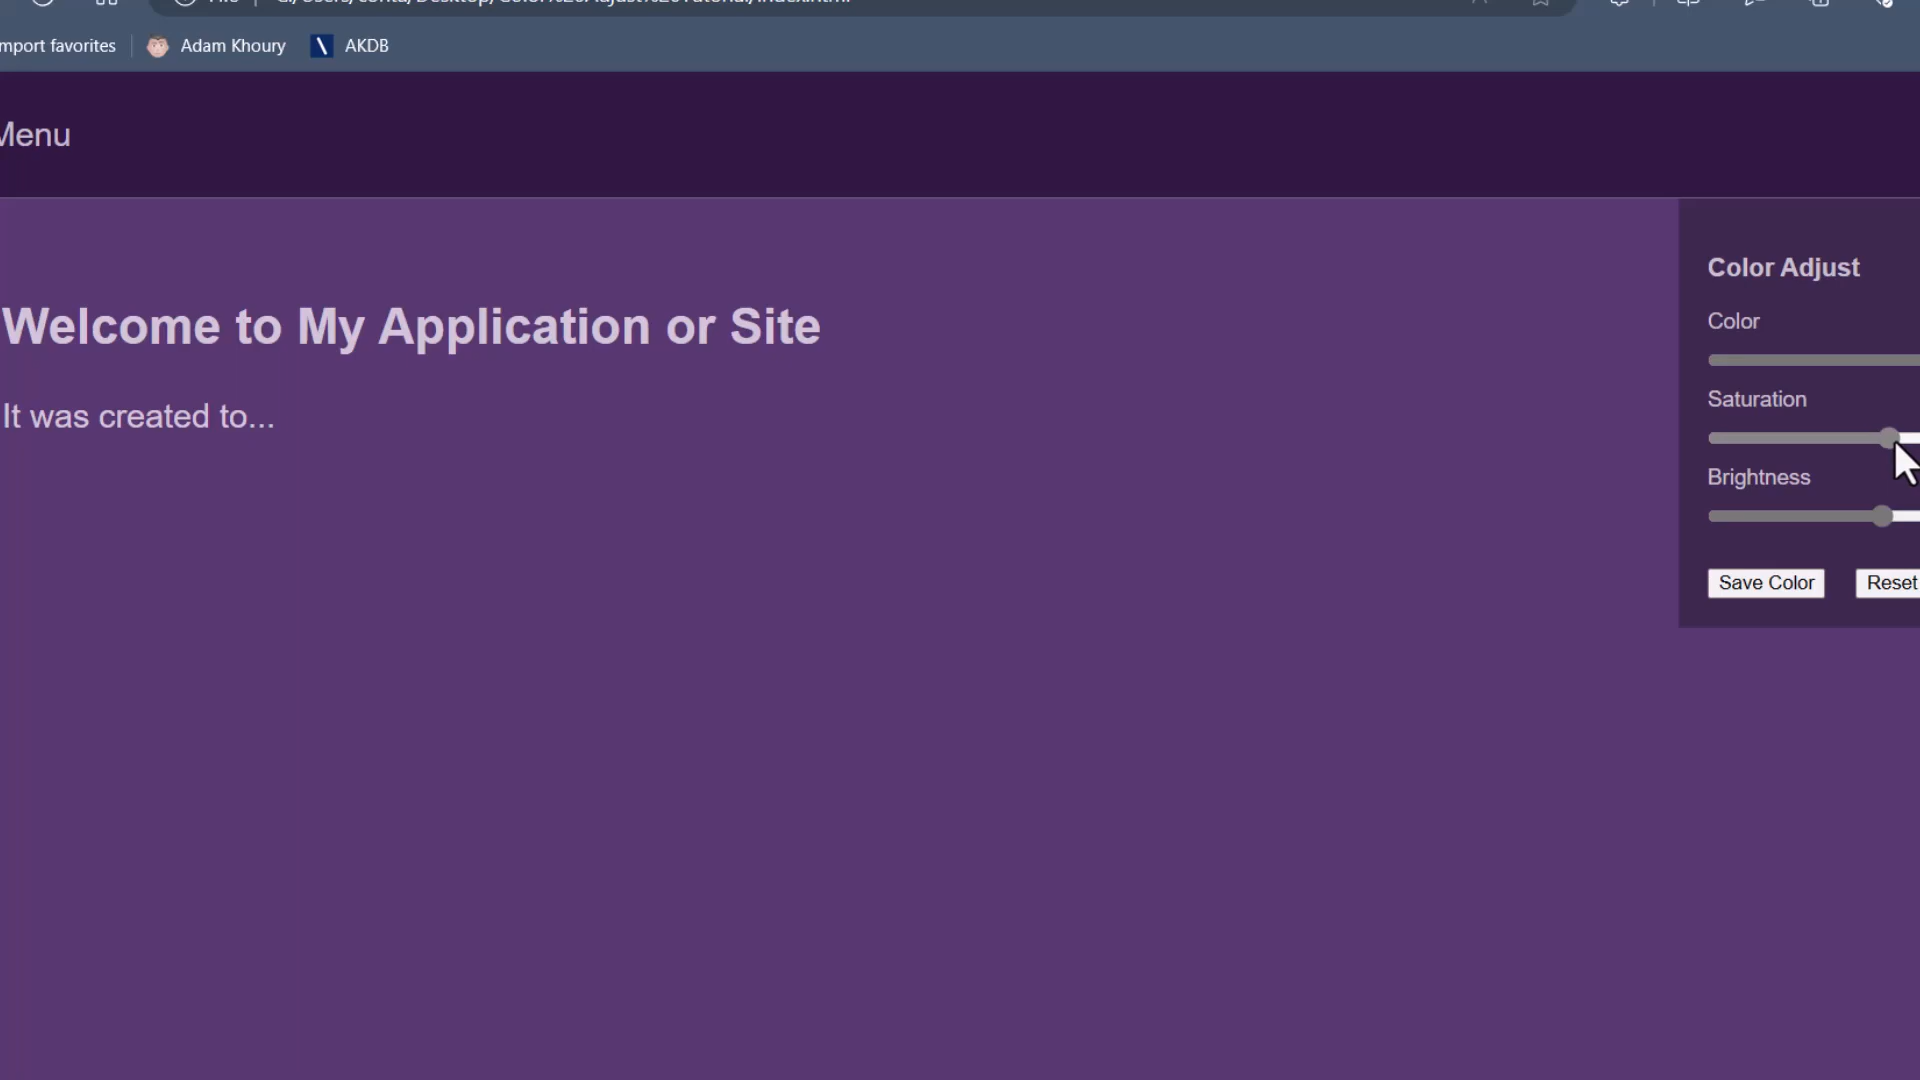 mport favorites
Adam Khoury
AKDB
Menu
Welcome to My Application or Site
It was created to...
Color Adjust
Color
Saturation
Brightness
Save Color
Reset